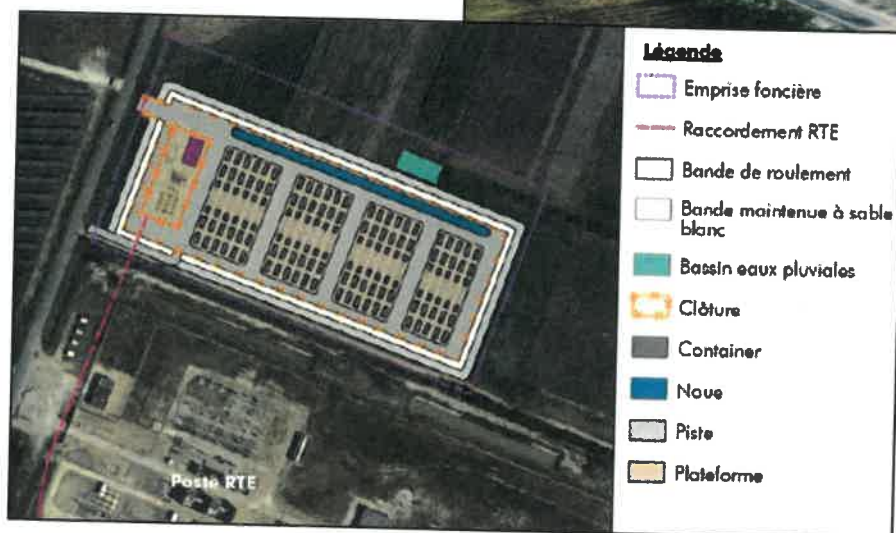 Légende
Emprise foncière
Raccordement RTE
Bande de roulement
Bande maintenue à sable
blanc
Bassin eaux pluviales
Clôture
Container
Noue
Piste
Plateforme
Poste RTE